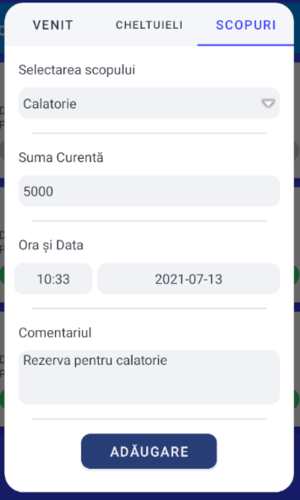 VENIT CHELTUIELI SCOPURI
Selectarea scopului
Calatorie
Suma Curentă
5000
Ora și Data
10:33 2021-07-13
Comentariul
Rezerva pentru calatorie
ADĂUGARE